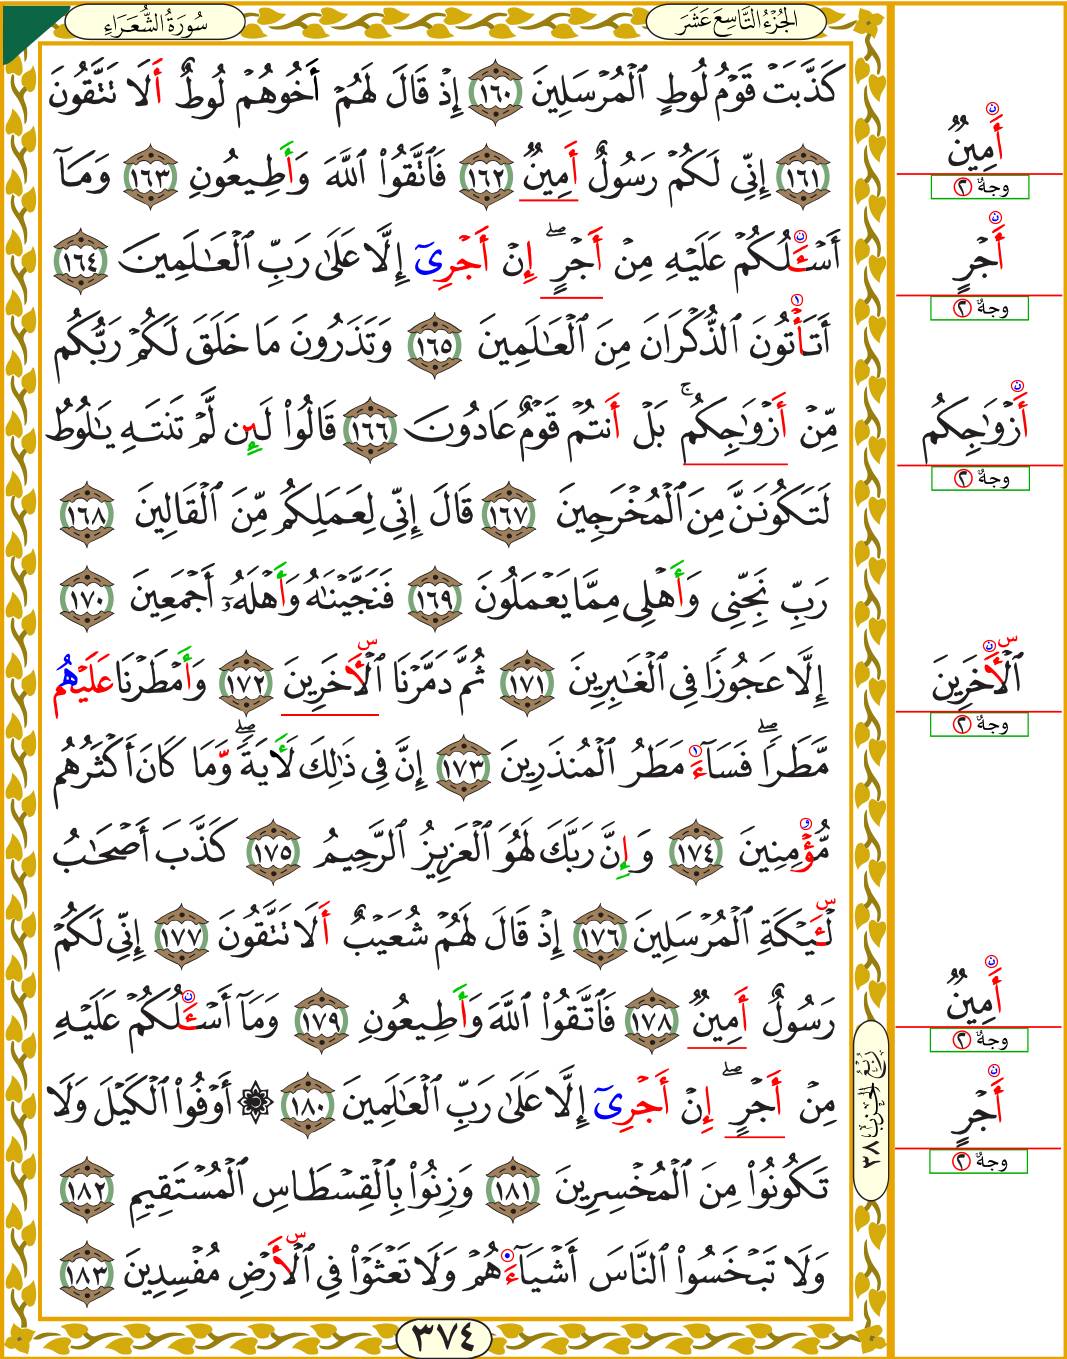 سُورَةُ الشُّعَرَاءِ
الجُزْءُ التَّاسِعَ عَشَرَ
كَذَّبَتْ قَوْمُ لُوطٍ ٱلْمُرْسَلِينَ ١٦٠ إِذْ قَالَ لَهُمْ أَخُوهُمْ لُوطٌ أَلَا تَتَّقُونَ
١٦١ إِنِّى لَكُمْ رَسُولٌ أَمِينٌ ١٦٢ فَٱتَّقُوا۟ ٱللَّهَ وَأَطِيعُونِ ١٦٣ وَمَآ
أَسْـَٔلُكُمْ عَلَيْهِ مِنْ أَجْرٍ ۖ إِنْ أَجْرِىَ إِلَّا عَلَىٰ رَبِّ ٱلْعَـٰلَمِينَ ١٦٤
أَتَأْتُونَ ٱلذُّكْرَانَ مِنَ ٱلْعَـٰلَمِينَ ١٦٥ وَتَذَرُونَ مَا خَلَقَ لَكُمْ رَبُّكُم
مِّنْ أَزْوَٰجِكُم ۚ بَلْ أَنتُمْ قَوْمٌ عَادُونَ ١٦٦ قَالُوا۟ لَئِن لَّمْ تَنتَهِ يَـٰلُوطُ
لَتَكُونَنَّ مِنَ ٱلْمُخْرَجِينَ ١٦٧ قَالَ إِنِّى لِعَمَلِكُم مِّنَ ٱلْقَالِينَ ١٦٨
رَبِّ نَجِّنِى وَأَهْلِى مِمَّا يَعْمَلُونَ ١٦٩ فَنَجَّيْنَـٰهُ وَأَهْلَهُۥٓ أَجْمَعِينَ ١٧٠
إِلَّا عَجُوزًا فِى ٱلْغَـٰبِرِينَ ١٧١ ثُمَّ دَمَّرْنَا ٱلْأَخَرِينَ ١٧٢ وَأَمْطَرْنَا عَلَيْهُم
مَّطَرًا ۖ فَسَآءَ مَطَرُ ٱلْمُنذَرِينَ ١٧٣ إِنَّ فِى ذَٰلِكَ لَأَيَةً ۖ وَمَا كَانَ أَكْثَرُهُم
مُّؤْمِنِينَ ١٧٤ وَإِنَّ رَبَّكَ لَهُوَ ٱلْعَزِيزُ ٱلرَّحِيمُ ١٧٥ كَذَّبَ أَصْحَـٰبُ
لْـَٔيْكَةِ ٱلْمُرْسَلِينَ ١٧٦ إِذْ قَالَ لَهُمْ شُعَيْبٌ أَلَا تَتَّقُونَ ١٧٧ إِنِّى لَكُمْ
رَسُولٌ أَمِينٌ ١٧٨ فَٱتَّقُوا۟ ٱللَّهَ وَأَطِيعُونِ ١٧٩ وَمَآ أَسْـَٔلُكُمْ عَلَيْهِ
مِنْ أَجْرٍ ۖ إِنْ أَجْرِىَ إِلَّا عَلَىٰ رَبِّ ٱلْعَـٰلَمِينَ ١٨٠ ۞ أَوْفُوا۟ ٱلْكَيْلَ وَلَا
تَكُونُوا۟ مِنَ ٱلْمُخْسِرِينَ ١٨١ وَزِنُوا۟ بِٱلْقِسْطَاسِ ٱلْمُسْتَقِيمِ ١٨٢
وَلَا تَبْخَسُوا۟ ٱلنَّاسَ أَشْيَآءَهُمْ وَلَا تَعْثَوْا۟ فِى ٱلْأَرْضِ مُفْسِدِينَ ١٨٣
٣٧٤
أَمِينٌ
وجهٌ ٢
أَجْرٍ
وجهٌ ٢
أَزْوَٰجِكُم
وجهٌ ٢
ٱلْأَخَرِينَ
وجهٌ ٢
أَمِينٌ
وجهٌ ٢
أَجْرٍ
وجهٌ ٢
رُبْعُ الحِزْب ٣٨